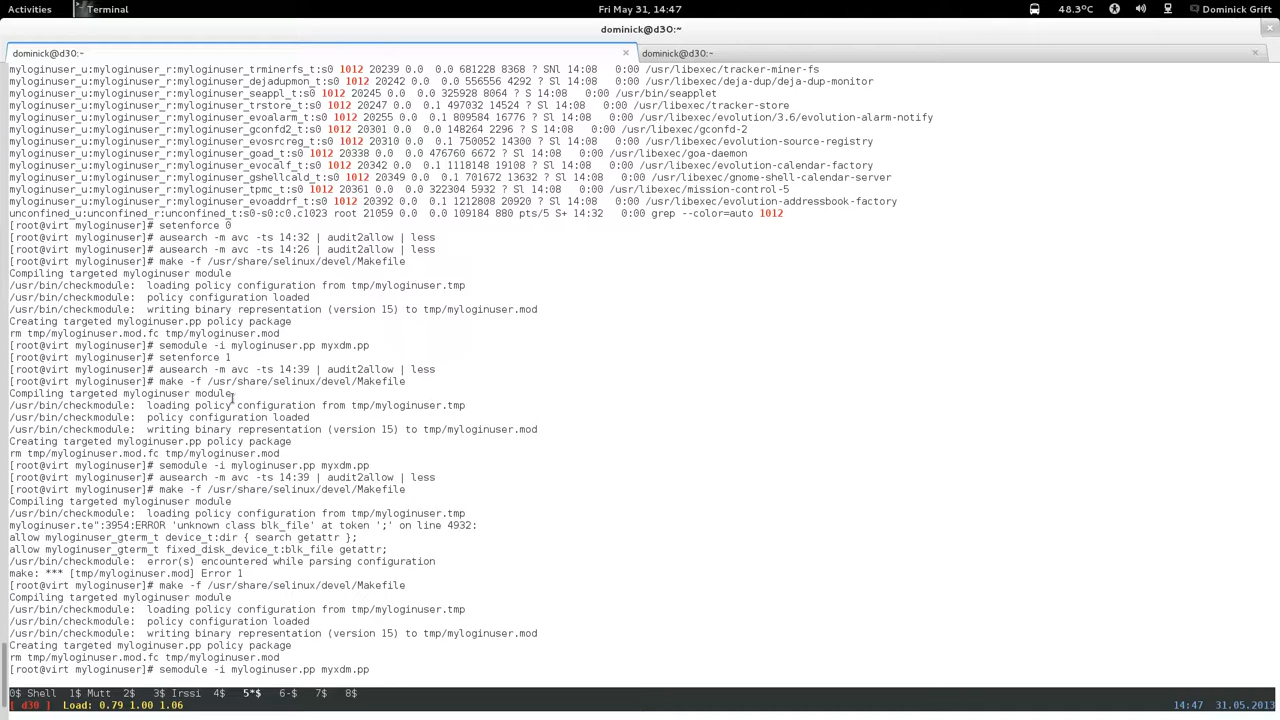 Activities Terminal Fri May 31, 14:47 48.3°C Dominick Grift
dominick@d30:~
dominick@d30:~ dominick@d30:~
myloginuser_u:myloginuser_r:myloginuser_trminerfs_t:s0 1012 20239 0.0  0.0 681228 8368 ? SNl 14:08   0:00 /usr/libexec/tracker-miner-fs
myloginuser_u:myloginuser_r:myloginuser_dejadupmon_t:s0 1012 20242 0.0  0.0 556556 4292 ? Sl 14:08   0:00 /usr/libexec/deja-dup/deja-dup-monitor
myloginuser_u:myloginuser_r:myloginuser_seappl_t:s0 1012 20245 0.0  0.0 325928 8064 ? Sl 14:08   0:00 /usr/bin/seapplet
myloginuser_u:myloginuser_r:myloginuser_trstore_t:s0 1012 20247 0.0  0.1 497032 14524 ? Sl 14:08   0:00 /usr/libexec/tracker-store
myloginuser_u:myloginuser_r:myloginuser_evoalarm_t:s0 1012 20255 0.0  0.1 809584 16776 ? Sl 14:08   0:00 /usr/libexec/evolution/3.6/evolution-alarm-notify
myloginuser_u:myloginuser_r:myloginuser_gconfd2_t:s0 1012 20301 0.0  0.0 148264 2296 ? S 14:08   0:00 /usr/libexec/gconfd-2
myloginuser_u:myloginuser_r:myloginuser_evosrcreg_t:s0 1012 20310 0.0  0.1 750052 14300 ? Sl 14:08   0:00 /usr/libexec/evolution-source-registry
myloginuser_u:myloginuser_r:myloginuser_goad_t:s0 1012 20338 0.0  0.0 476760 6672 ? Sl 14:08   0:00 /usr/libexec/goa-daemon
myloginuser_u:myloginuser_r:myloginuser_evocalf_t:s0 1012 20342 0.0  0.1 1118148 19108 ? Sl 14:08   0:00 /usr/libexec/evolution-calendar-factory
myloginuser_u:myloginuser_r:myloginuser_gshellcald_t:s0 1012 20349 0.0  0.1 701672 13632 ? Sl 14:08   0:00 /usr/libexec/gnome-shell-calendar-server
myloginuser_u:myloginuser_r:myloginuser_tpmc_t:s0 1012 20361 0.0  0.0 322304 5932 ? Sl 14:08   0:00 /usr/libexec/mission-control-5
myloginuser_u:myloginuser_r:myloginuser_evoaddrf_t:s0 1012 20392 0.0  0.1 1212808 20920 ? Sl 14:08   0:00 /usr/libexec/evolution-addressbook-factory
unconfined_u:unconfined_r:unconfined_t:s0-s0:c0.c1023 root 21059 0.0  0.0 109184 880 pts/5 S+ 14:32   0:00 grep --color=auto 1012
[root@virt myloginuser]# setenforce 0
[root@virt myloginuser]# ausearch -m avc -ts 14:32 | audit2allow | less
[root@virt myloginuser]# ausearch -m avc -ts 14:26 | audit2allow | less
[root@virt myloginuser]# make -f /usr/share/selinux/devel/Makefile
Compiling targeted myloginuser module
/usr/bin/checkmodule:  loading policy configuration from tmp/myloginuser.tmp
/usr/bin/checkmodule:  policy configuration loaded
/usr/bin/checkmodule:  writing binary representation (version 15) to tmp/myloginuser.mod
Creating targeted myloginuser.pp policy package
rm tmp/myloginuser.mod.fc tmp/myloginuser.mod
[root@virt myloginuser]# semodule -i myloginuser.pp myxdm.pp
[root@virt myloginuser]# setenforce 1
[root@virt myloginuser]# ausearch -m avc -ts 14:39 | audit2allow | less
[root@virt myloginuser]# make -f /usr/share/selinux/devel/Makefile
Compiling targeted myloginuser module
/usr/bin/checkmodule:  loading policy configuration from tmp/myloginuser.tmp
/usr/bin/checkmodule:  policy configuration loaded
/usr/bin/checkmodule:  writing binary representation (version 15) to tmp/myloginuser.mod
Creating targeted myloginuser.pp policy package
rm tmp/myloginuser.mod.fc tmp/myloginuser.mod
[root@virt myloginuser]# semodule -i myloginuser.pp myxdm.pp
[root@virt myloginuser]# ausearch -m avc -ts 14:39 | audit2allow | less
[root@virt myloginuser]# make -f /usr/share/selinux/devel/Makefile
Compiling targeted myloginuser module
/usr/bin/checkmodule:  loading policy configuration from tmp/myloginuser.tmp
myloginuser.te":3954:ERROR 'unknown class blk_file' at token ';' on line 4932:
allow myloginuser_gterm_t device_t:dir { search getattr };
allow myloginuser_gterm_t fixed_disk_device_t:blk_file getattr;
/usr/bin/checkmodule:  error(s) encountered while parsing configuration
make: *** [tmp/myloginuser.mod] Error 1
[root@virt myloginuser]# make -f /usr/share/selinux/devel/Makefile
Compiling targeted myloginuser module
/usr/bin/checkmodule:  loading policy configuration from tmp/myloginuser.tmp
/usr/bin/checkmodule:  policy configuration loaded
/usr/bin/checkmodule:  writing binary representation (version 15) to tmp/myloginuser.mod
Creating targeted myloginuser.pp policy package
rm tmp/myloginuser.mod.fc tmp/myloginuser.mod
[root@virt myloginuser]# semodule -i myloginuser.pp myxdm.pp
0$ Shell  1$ Mutt  2$  3$ Irssi  4$  5*$  6-$  7$  8$
[ d30 ]  Load: 0.79 1.00 1.06 14:47  31.05.2013